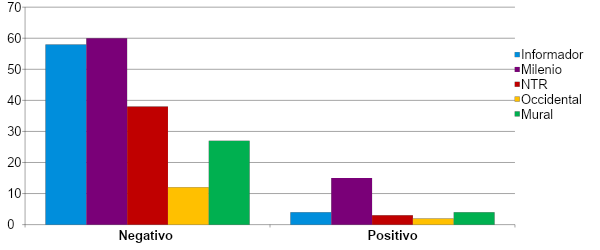 70
60
50
40
30
20
10
0
Negativo
Positivo
Informador
Milenio
NTR
Occidental
Mural